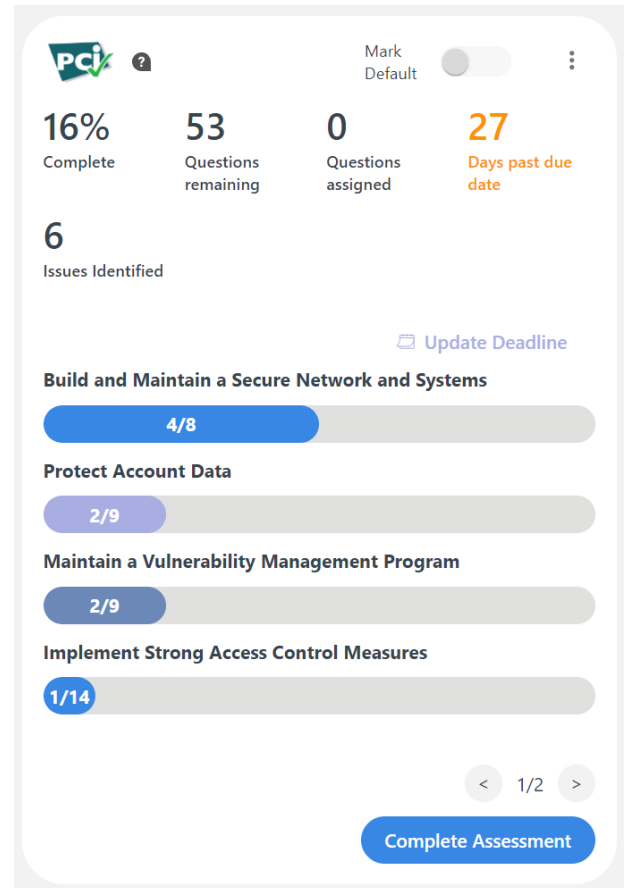 PCi
?
Mark
Default
16%
Complete
53
Questions
remaining
0
Questions
assigned
27
Days past due
date
6
Issues Identified
Update Deadline
Build and Maintain a Secure Network and Systems
4/8
Protect Account Data
2/9
Maintain a Vulnerability Management Program
2/9
Implement Strong Access Control Measures
1/14
< 1/2 >
Complete Assessment